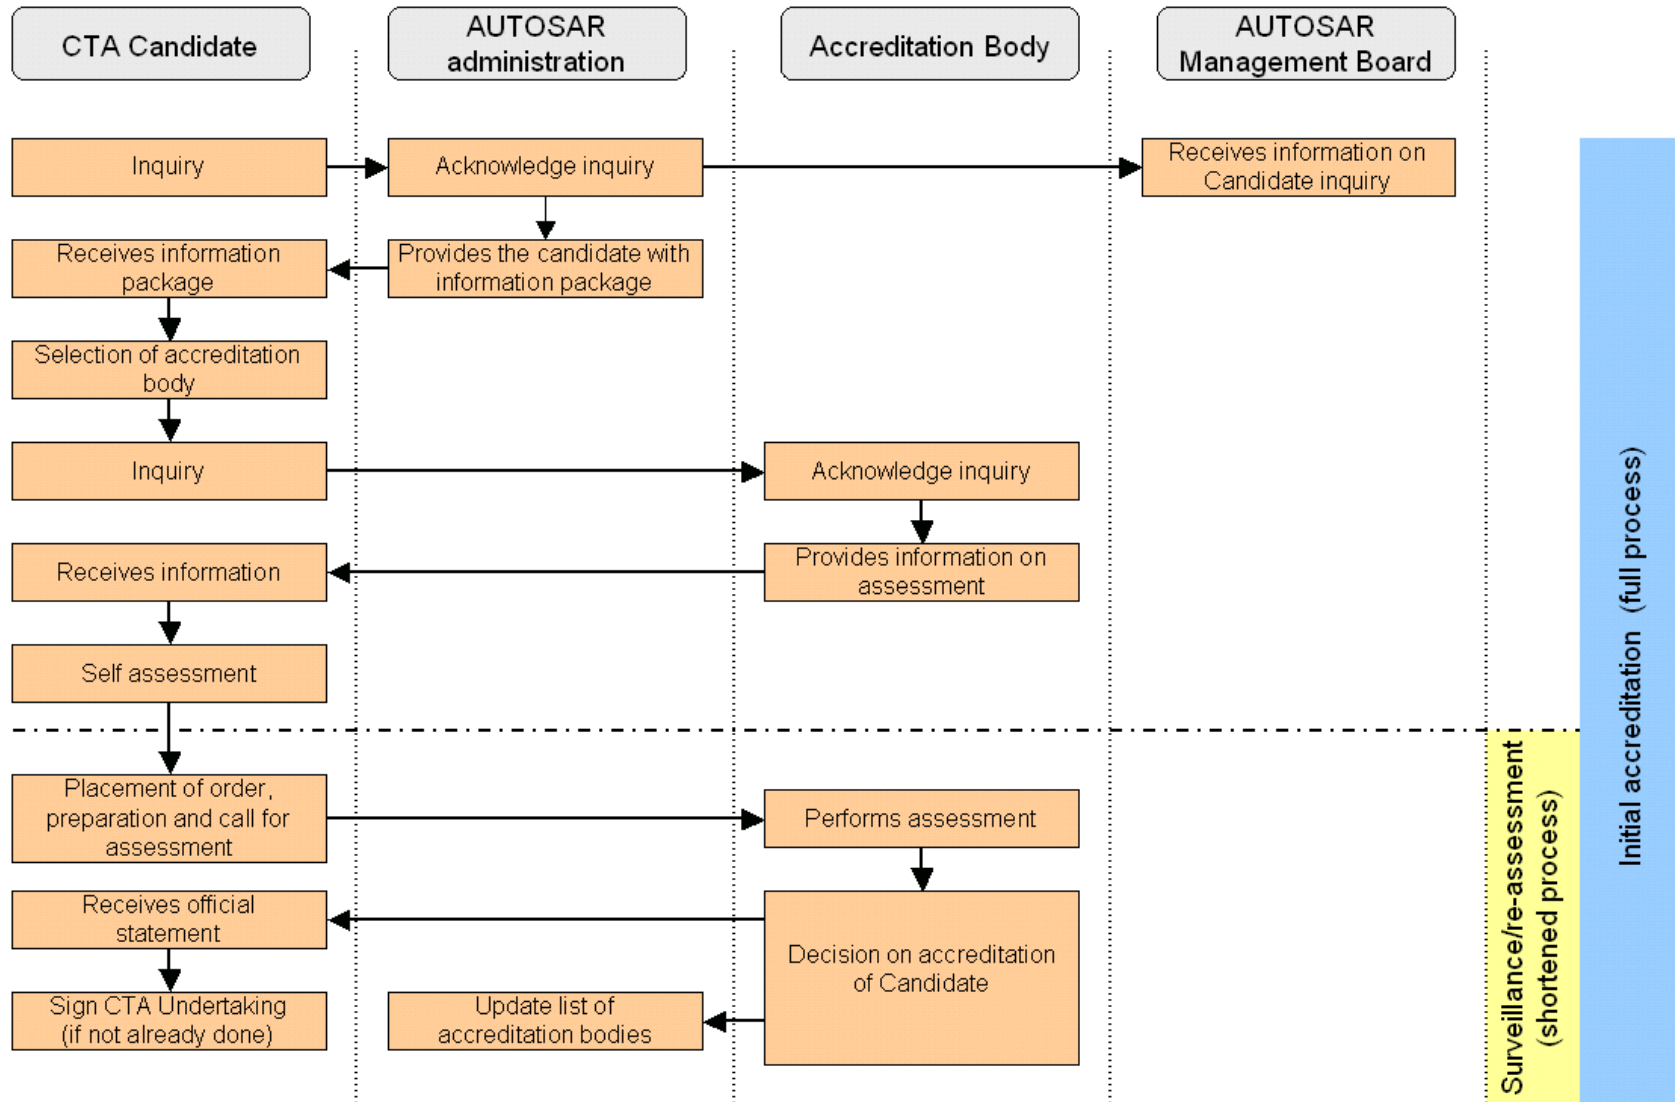 CTA Candidate
AUTOSAR
administration
Accreditation Body
AUTOSAR
Management Board
Inquiry
Acknowledge inquiry
Receives information on
Candidate inquiry
Receives information
package
Provides the candidate with
information package
Selection of accreditation
body
Inquiry
Acknowledge inquiry
Receives information
Provides information on
assessment
Self assessment
Placement of order,
preparation and call for
assessment
Performs assessment
Receives official
statement
Decision on accreditation
of Candidate
Sign CTA Undertaking
(if not already done)
Update list of
accreditation bodies
Surveillance/re-assessment
(shortened process)
Initial accreditation (full process)